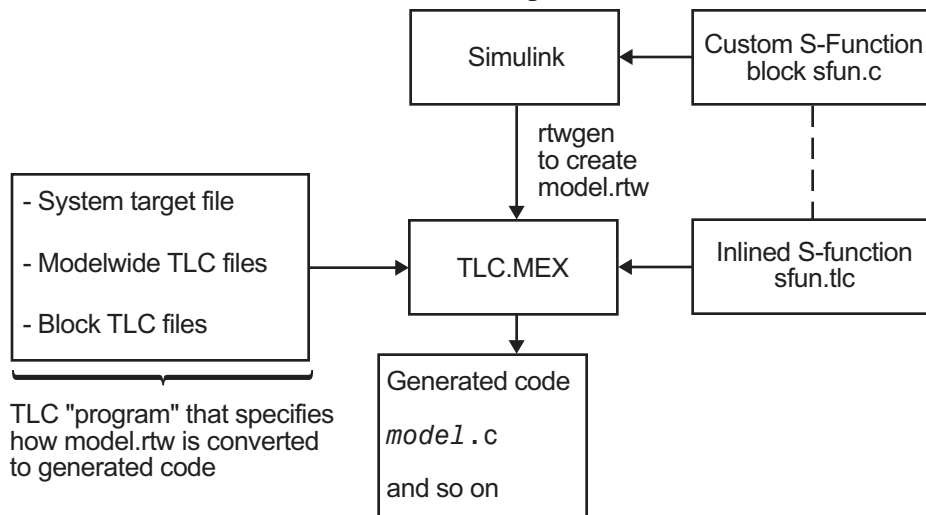 Simulink
Custom S-Function
block sfun.c
rtwgen
to create
model.rtw
- System target file
- Modelwide TLC files
- Block TLC files
TLC.MEX
Inlined S-function
sfun.tlc
TLC "program" that specifies
how model.rtw is converted
to generated code
Generated code
model.c
and so on